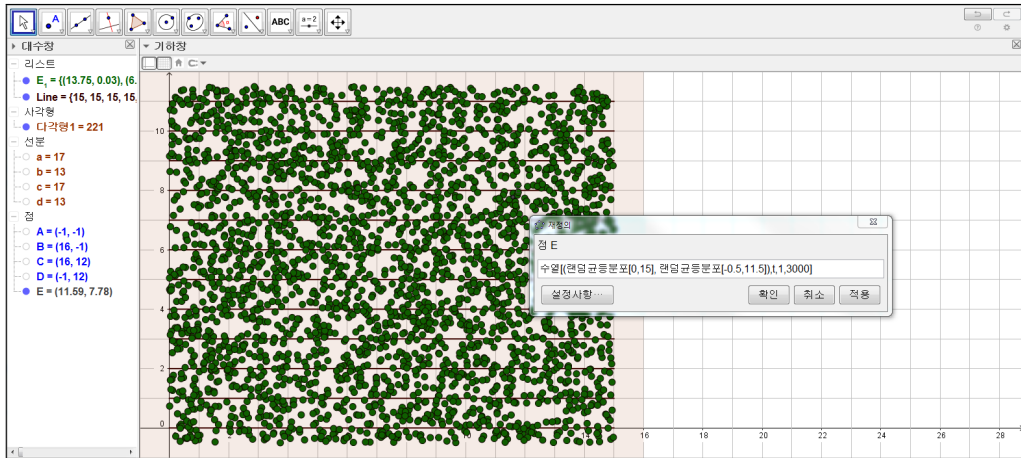 ABC
a=2
대수창
기하창
리스트
E₁ = {(13.75, 0.03), (6.
Line = {15, 15, 15, 15,
사각형
다각형1 = 221
선분
a = 17
b = 13
c = 17
d = 13
점
A = (-1, -1)
B = (16, -1)
C = (16, 12)
D = (-1, 12)
E = (11.59, 7.78)
10
8
6
4
2
0
16 18 20 22 24 26 28
재정의
점 E
수열[(랜덤균등분포[0,15], 랜덤균등분포[-0.5,11.5]),t,1,3000]
설정사항...
확인 취소 적용